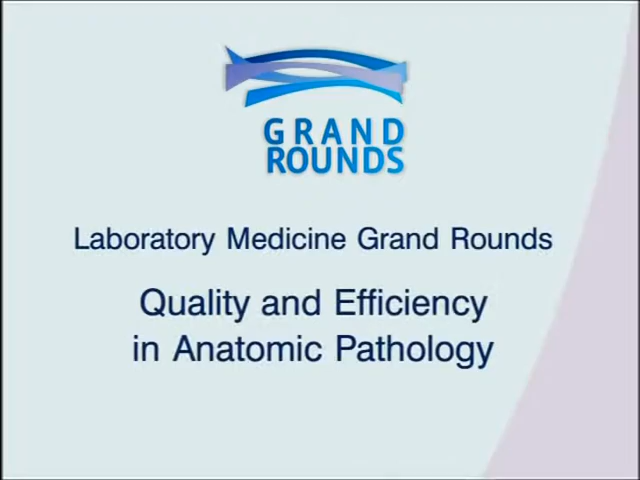 GRAND
ROUNDS
Laboratory Medicine Grand Rounds
Quality and Efficiency
in Anatomic Pathology